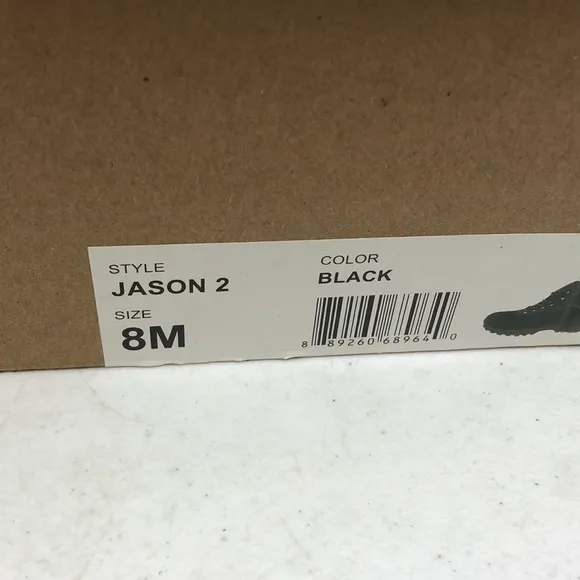 STYLE
JASON 2
SIZE
8M
COLOR
BLACK
8 89260 68964 0